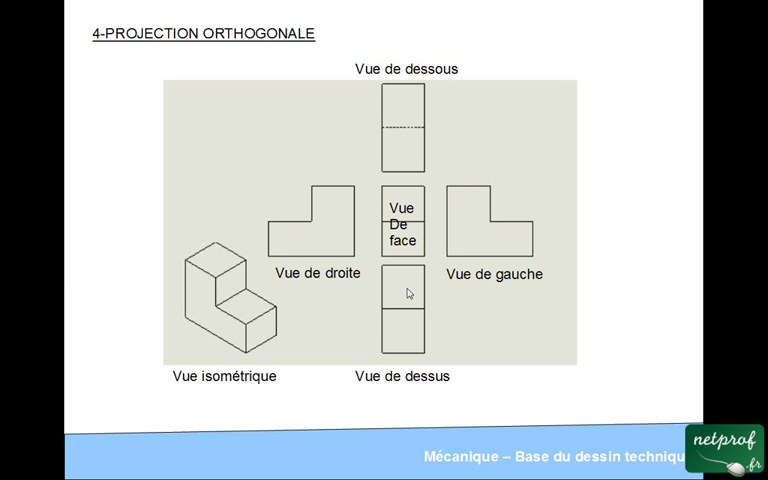 4-PROJECTION ORTHOGONALE
Vue de dessous
Vue
De
face
Vue de droite
Vue de gauche
Vue isométrique
Vue de dessus
Mécanique – Base du dessin techniqu
netprof
.fr